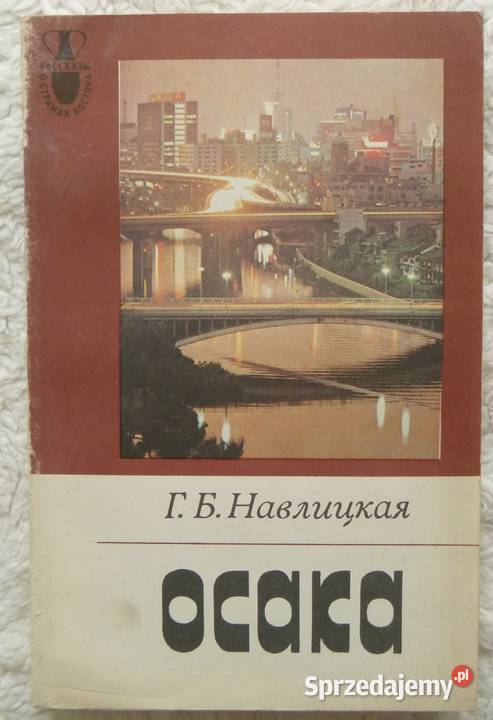 РАССКАЗЫ
О СТРАНАХ ВОСТОКА
Г. Б. Навлицкая
осака
Sprzedajemy.pl